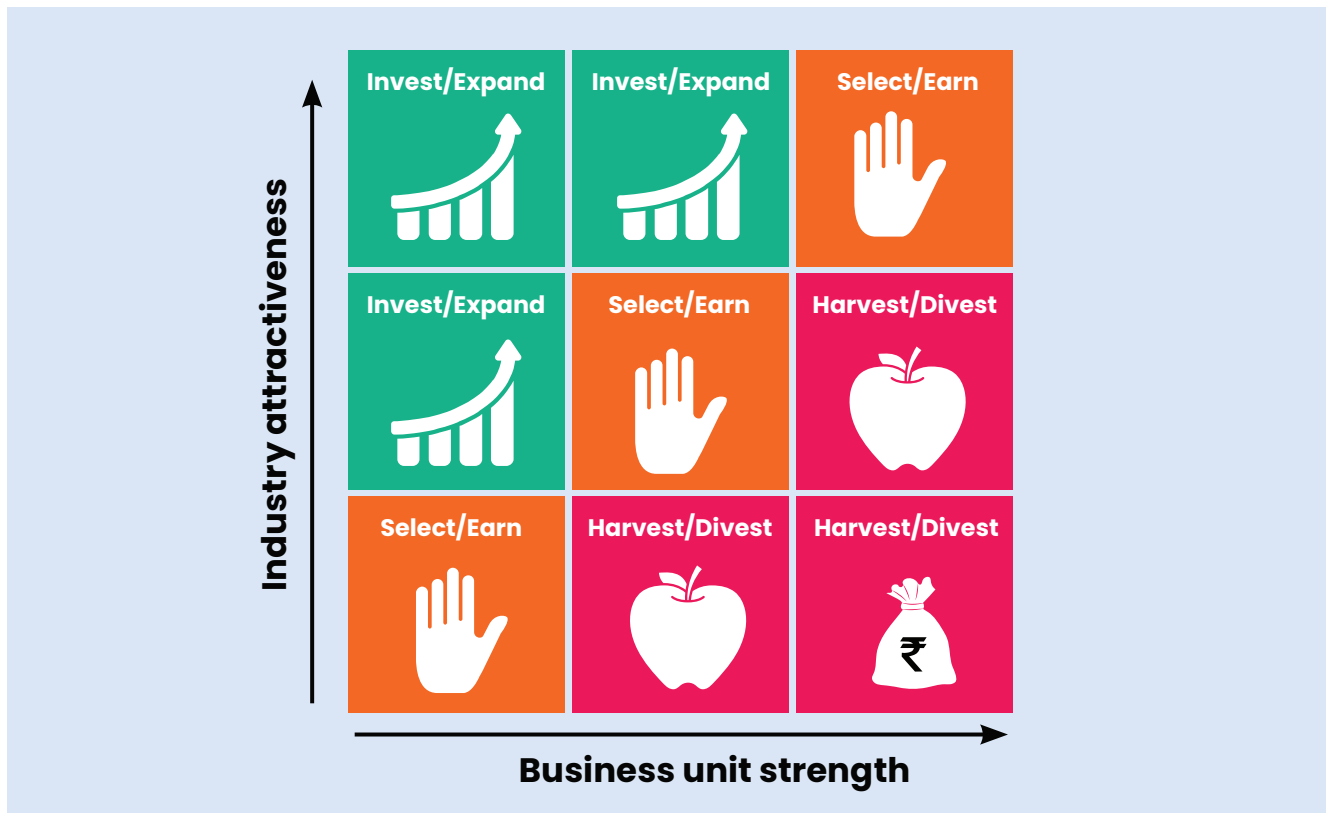 Invest/Expand
Invest/Expand
Select/Earn
Invest/Expand
Select/Earn
Harvest/Divest
Select/Earn
Harvest/Divest
Harvest/Divest
₹
Industry attractiveness
Business unit strength